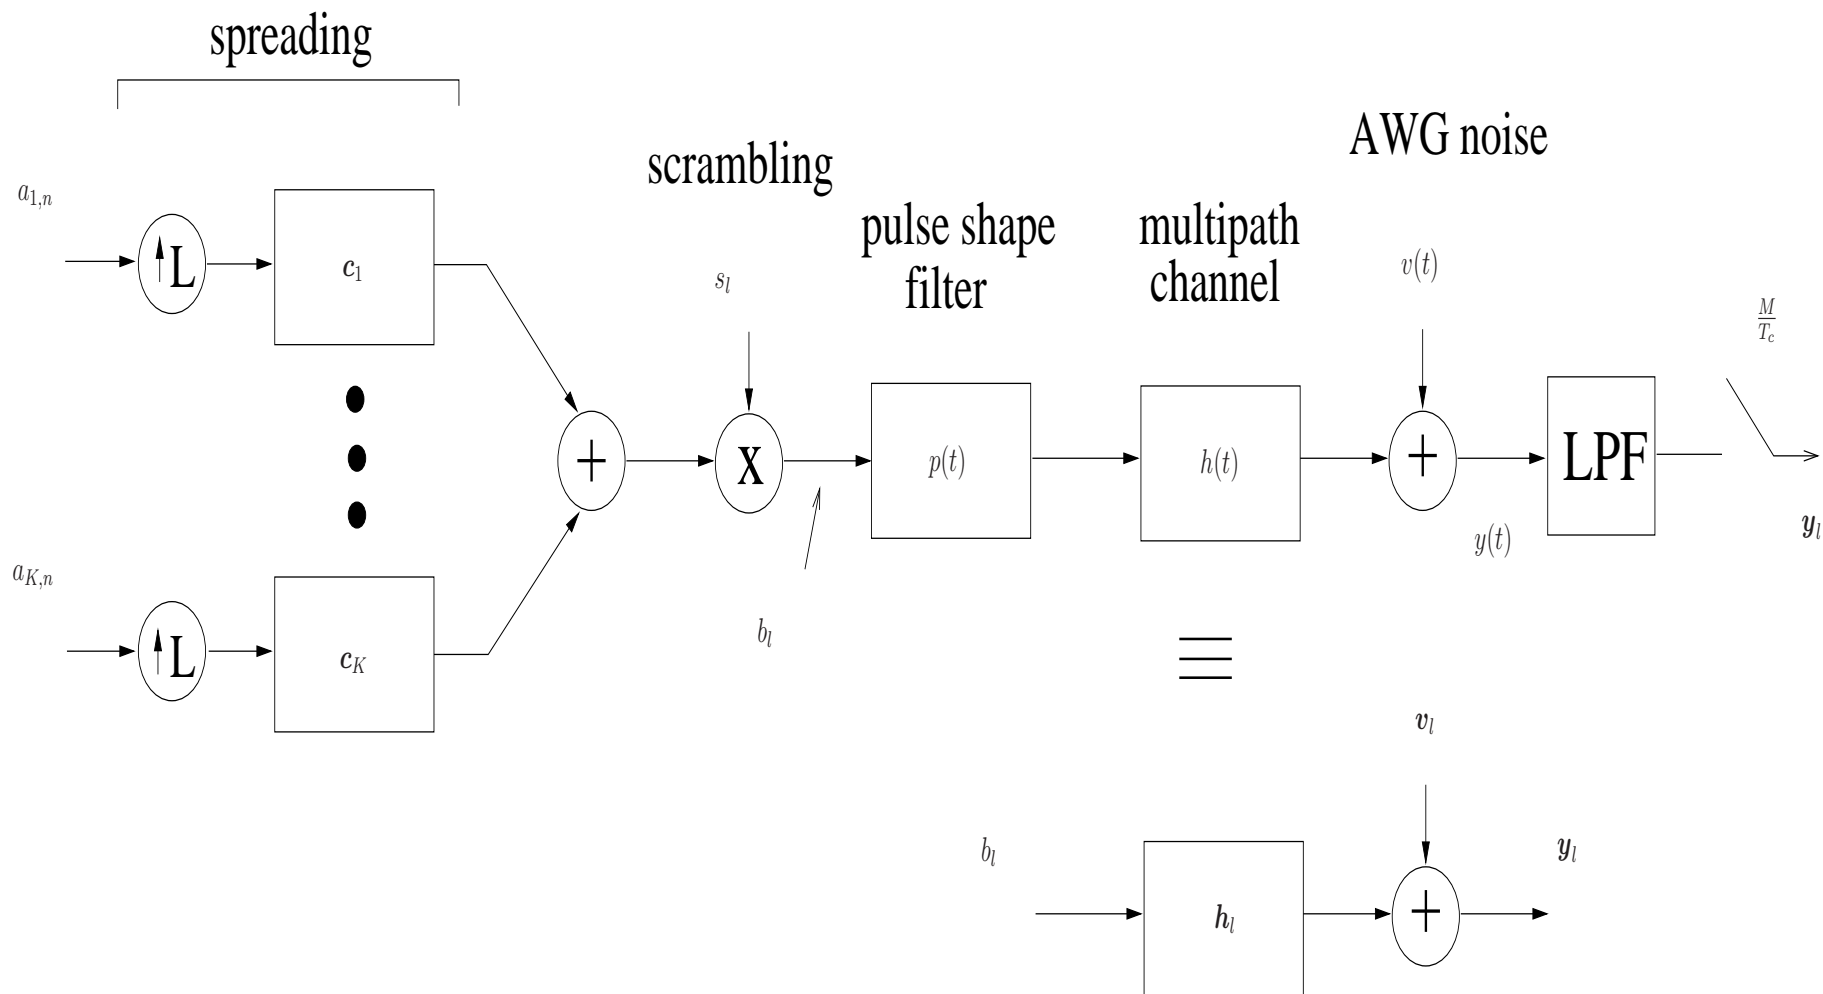 spreading
AWG noise
scrambling
a_{1,n}
pulse shape
filter
multipath
channel
↑L
c_1
s_l
v(t)
M/T_c
+
X
p(t)
h(t)
+
LPF
y_l
y(t)
a_{K,n}
b_l
↑L
c_K
≡
v_l
b_l
y_l
h_l
+